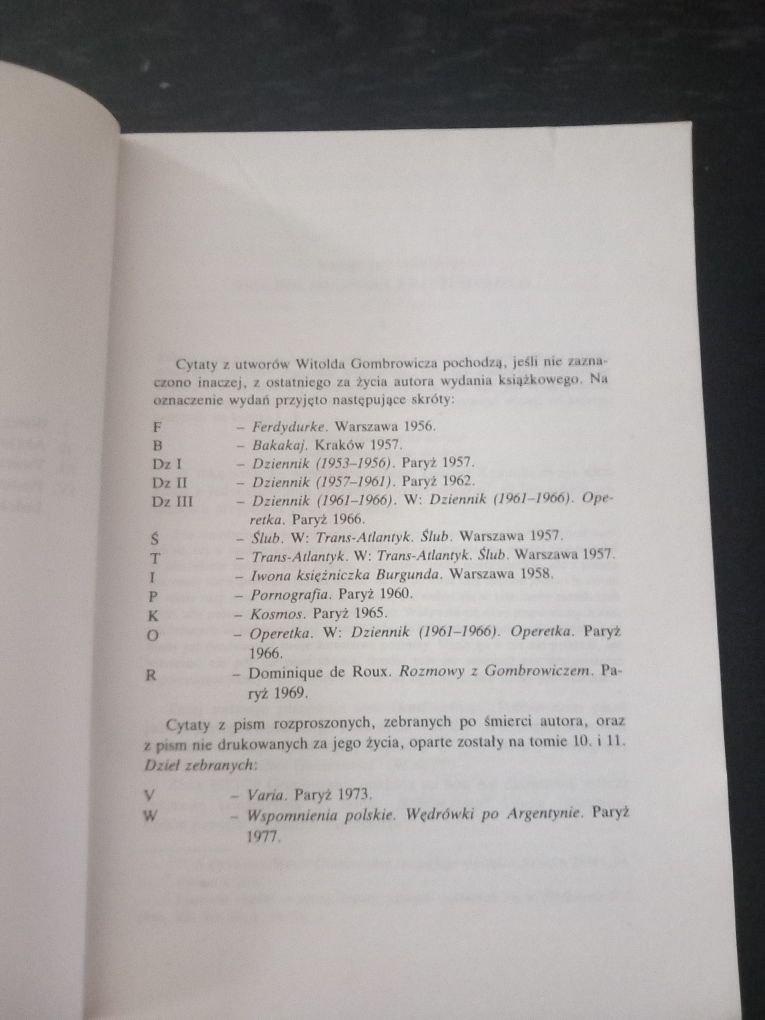 Cytaty z utworów Witolda Gombrowicza pochodzą, jeśli nie zazna-
czono inaczej, z ostatniego za życia autora wydania książkowego. Na
oznaczenie wydań przyjęto następujące skróty:
F – Ferdydurke. Warszawa 1956.
B – Bakakaj. Kraków 1957.
Dz I – Dziennik (1953–1956). Paryż 1957.
Dz II – Dziennik (1957–1961). Paryż 1962.
Dz III – Dziennik (1961–1966). W: Dziennik (1961–1966). Ope-
retka. Paryż 1966.
Ś – Ślub. W: Trans-Atlantyk. Ślub. Warszawa 1957.
T – Trans-Atlantyk. W: Trans-Atlantyk. Ślub. Warszawa 1957.
I – Iwona księżniczka Burgunda. Warszawa 1958.
P – Pornografia. Paryż 1960.
K – Kosmos. Paryż 1965.
O – Operetka. W: Dziennik (1961–1966). Operetka. Paryż
1966.
R – Dominique de Roux. Rozmowy z Gombrowiczem. Pa-
ryż 1969.
Cytaty z pism rozproszonych, zebranych po śmierci autora, oraz
z pism nie drukowanych za jego życia, oparte zostały na tomie 10. i 11.
Dzieł zebranych:
V – Varia. Paryż 1973.
W – Wspomnienia polskie. Wędrówki po Argentynie. Paryż
1977.